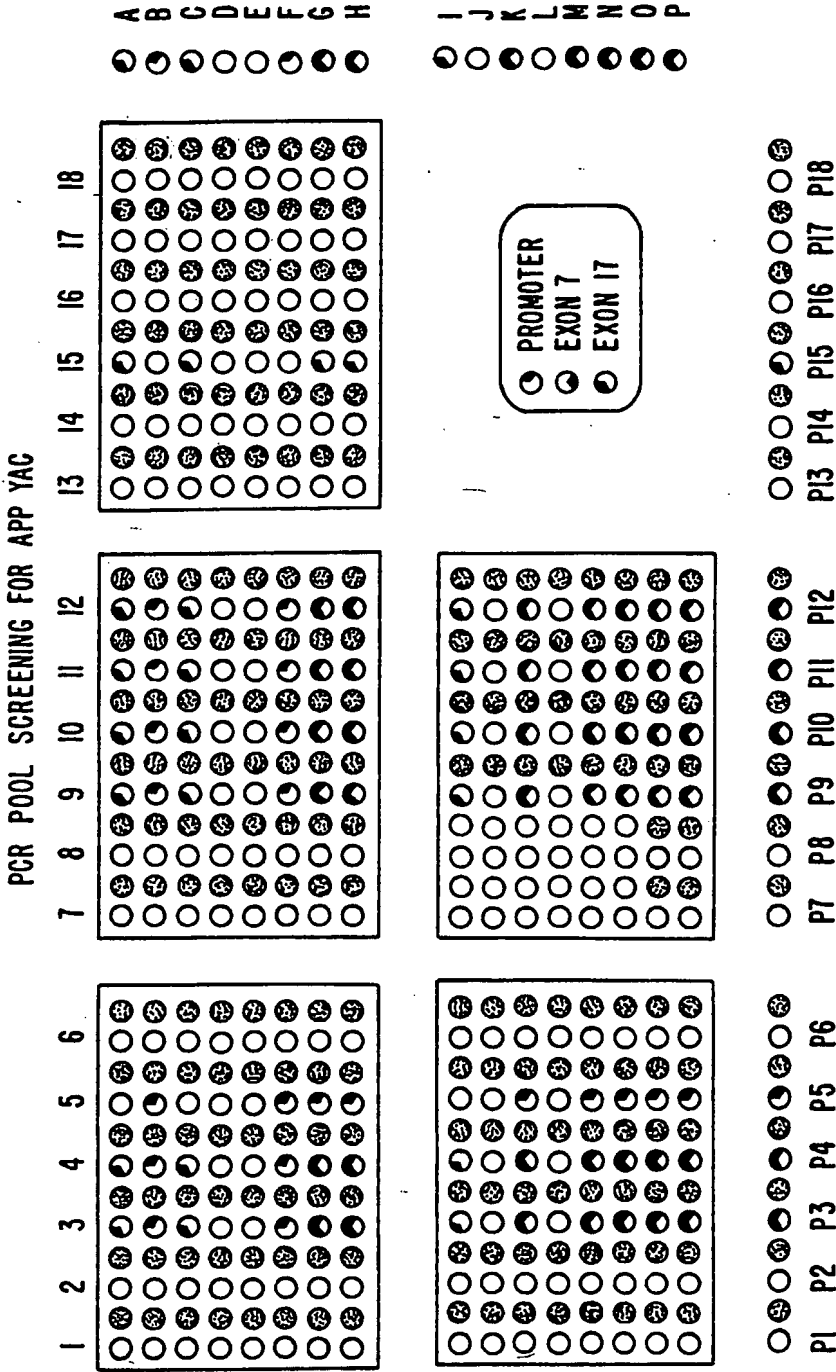 PCR POOL SCREENING FOR APP YAC
1 2 3 4 5 6 7 8 9 10 11 12 13 14 15 16 17 18
A
B
C
D
E
F
G
H
I
J
K
L
M
N
O
P
PROMOTER
EXON 7
EXON 17
P1 P2 P3 P4 P5 P6 P7 P8 P9 P10 P11 P12 P13 P14 P15 P16 P17 P18